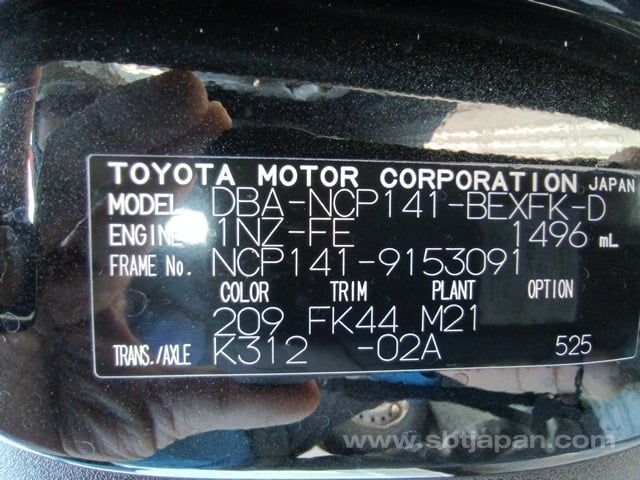 TOYOTA MOTOR CORPORATION JAPAN
MODEL DBA-NCP141-BEXFK-D
ENGINE 1NZ-FE 1496 mL
FRAME No. NCP141-9153091
COLOR TRIM PLANT OPTION
209 FK44 M21
TRANS./AXLE K312 -02A 525
www.sbtjapan.com